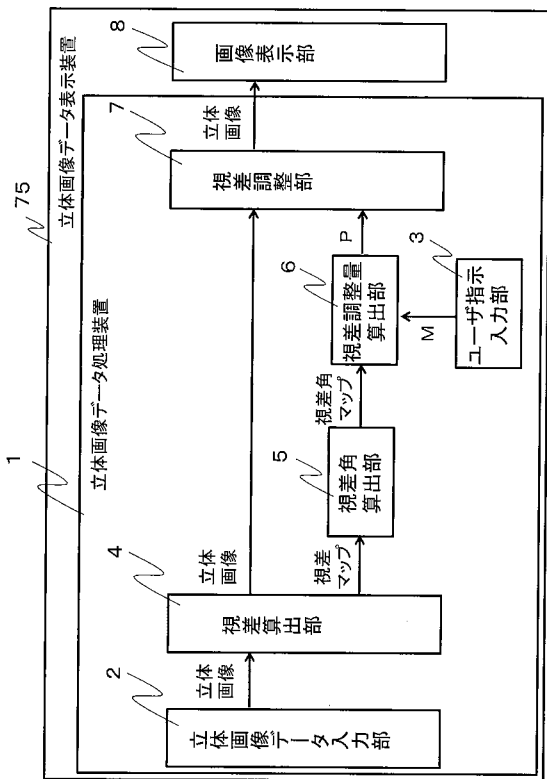 75
立体画像データ表示装置
1
立体画像データ処理装置
2
立体画像データ入力部
立体
画像
4
視差算出部
立体
画像
視差
マップ
5
視差角
算出部
視差角
マップ
6
視差調整量
算出部
M
3
ユーザ指示
入力部
P
7
視差調整部
立体
画像
8
画像表示部